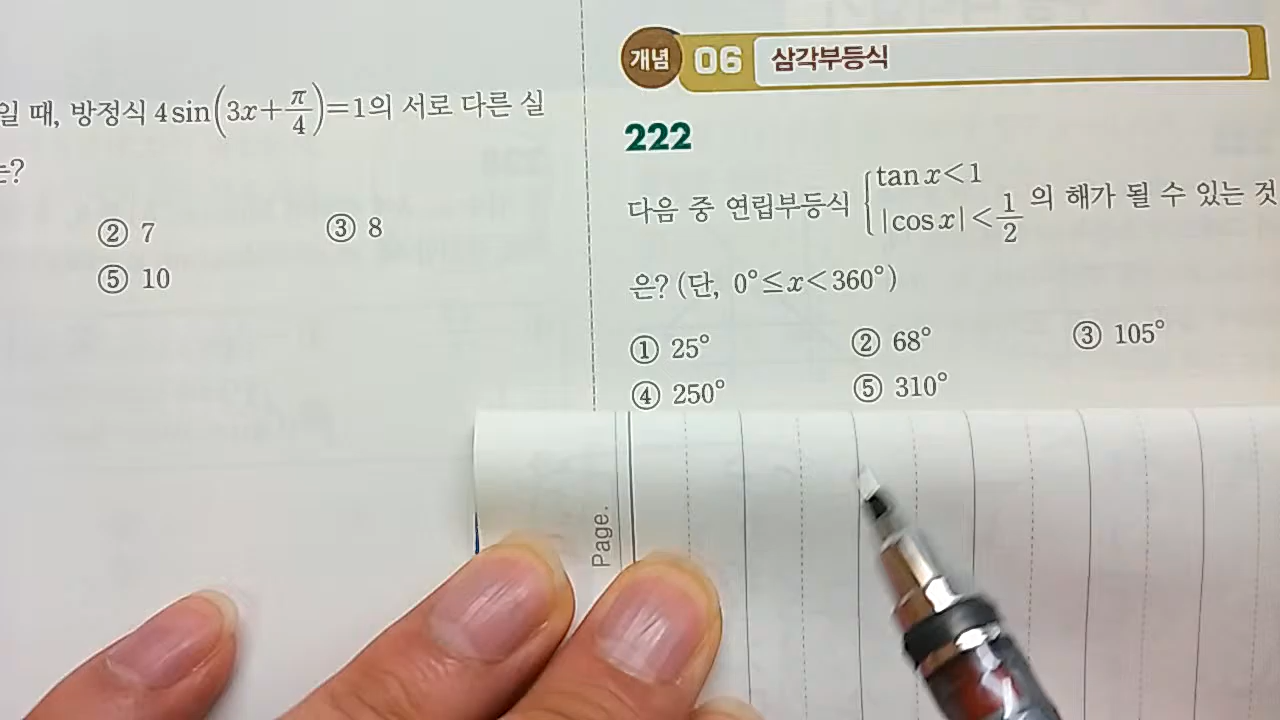 일 때, 방정식 4 sin(3x+π/4)=1의 서로 다른 실
는?
② 7
③ 8
⑤ 10
개념 06 삼각부등식
222
다음 중 연립부등식 { tan x<1
|cos x|<1/2 의 해가 될 수 있는 것
은? (단, 0°≤x<360°)
① 25°
② 68°
③ 105°
④ 250°
⑤ 310°
Page.